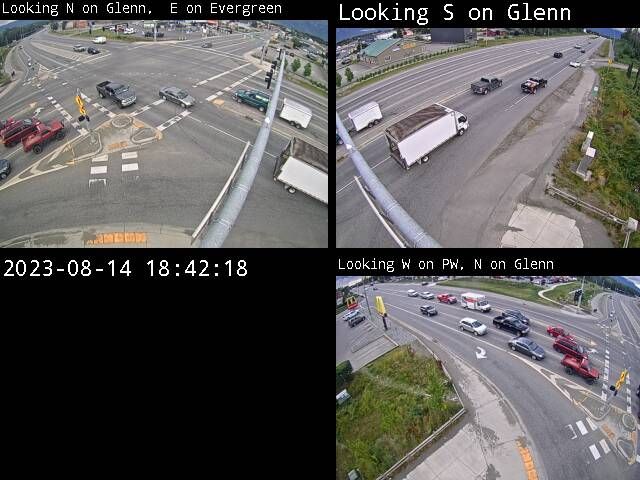 Looking N on Glenn,  E on Evergreen
Looking S on Glenn
2023-08-14 18:42:18
Looking W on PW, N on Glenn